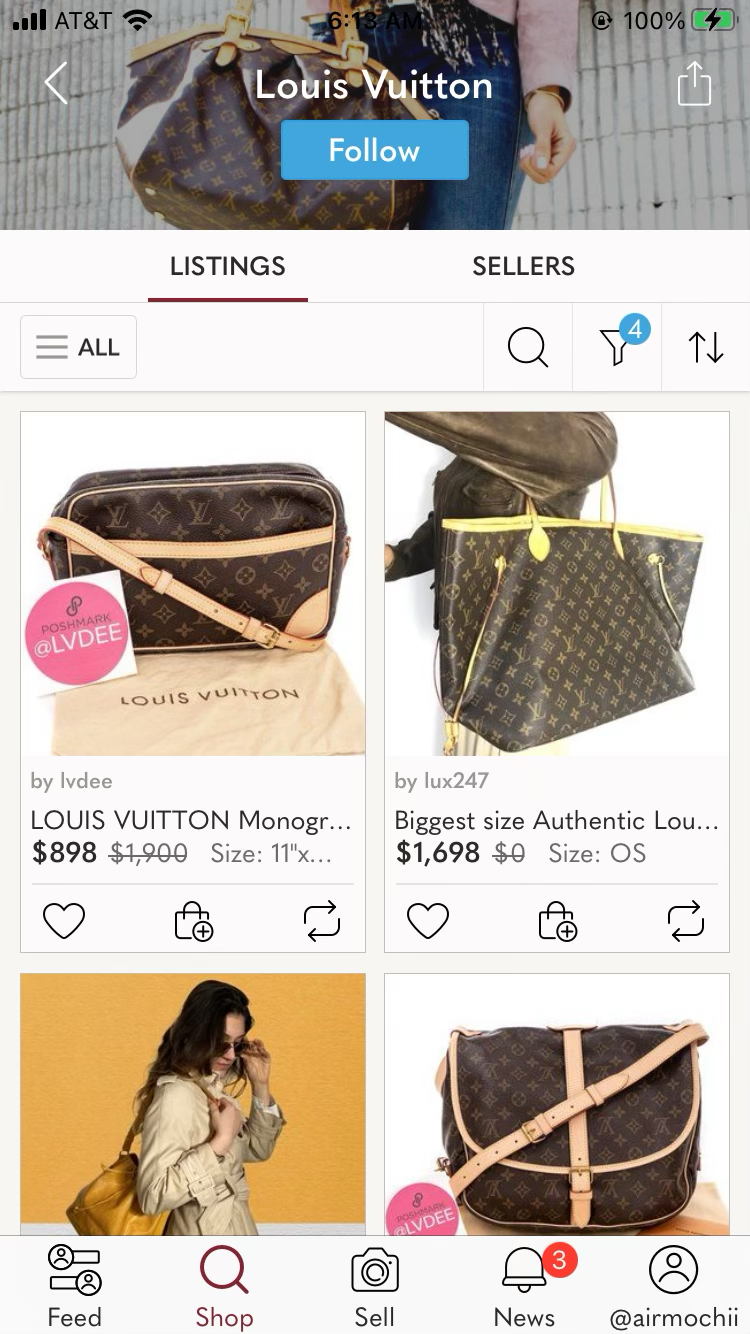 AT&T 6:13 AM 100%
Louis Vuitton
Follow
LISTINGS SELLERS
ALL 4
POSHMARK
@LVDEE
LOUIS VUITTON
by lvdee
LOUIS VUITTON Monogr...
$898 $1,900 Size: 11"x...
by lux247
Biggest size Authentic Lou...
$1,698 $0 Size: OS
POSHMARK
@LVDEE
3
Feed Shop Sell News @airmochii